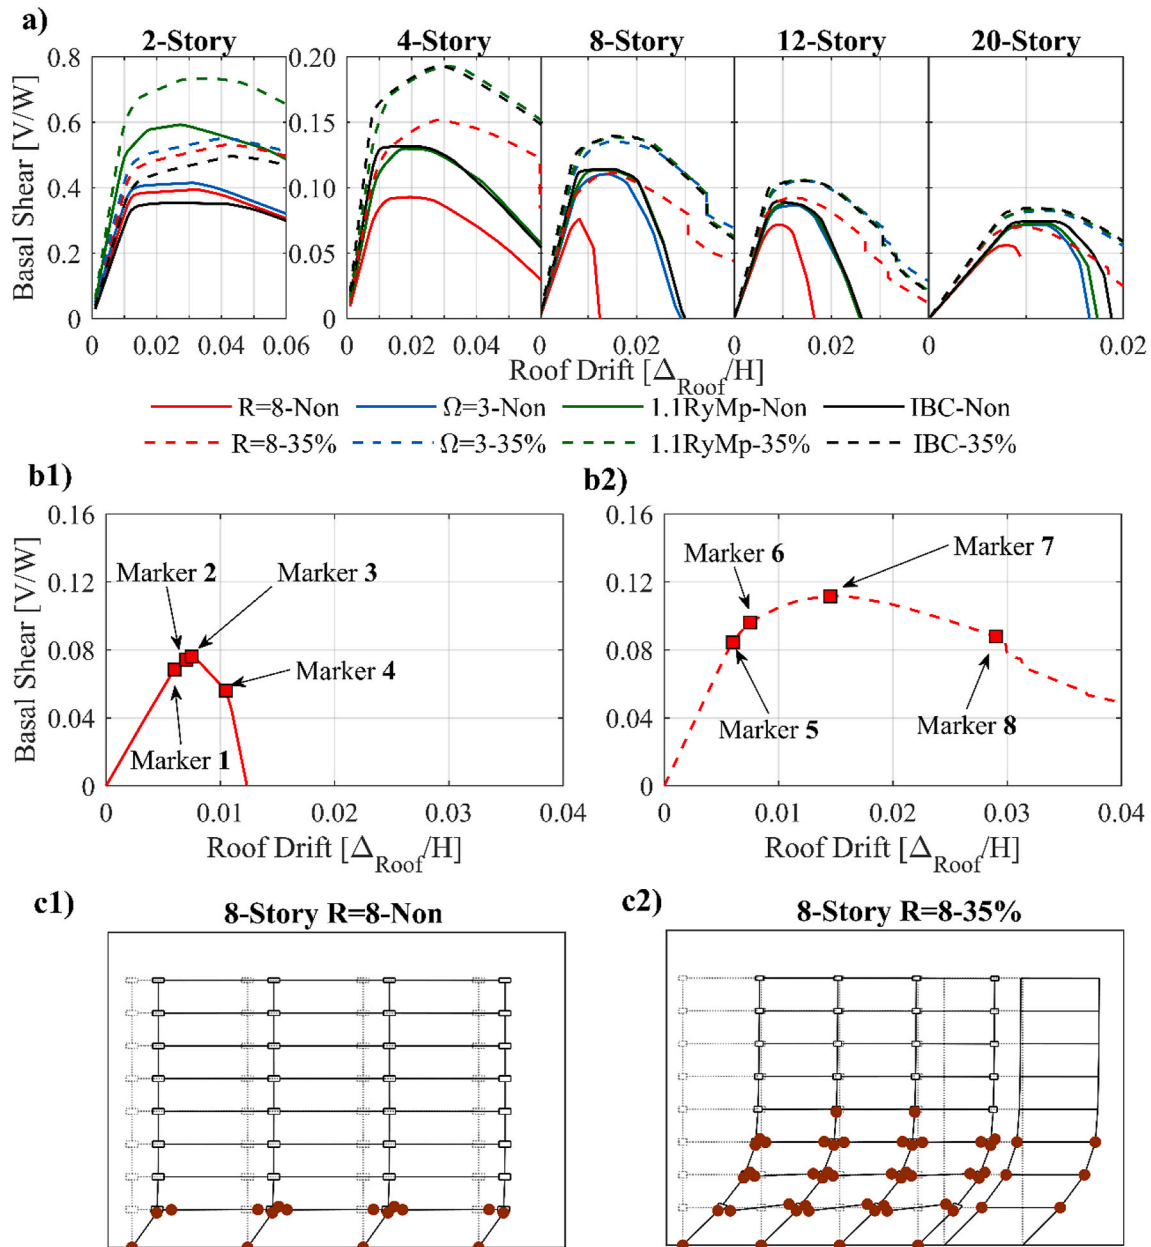 a)
2-Story 4-Story 8-Story 12-Story 20-Story
0.8 0.20
0.6 0.15
0.4 0.10
0.2 0.05
0 0
Basal Shear [V/W]
0 0.02 0.04 0.06 0 0.02 0.04 0 0.02 0 0.02 0 0.02
Roof Drift [Δ_Roof/H]
R=8-Non Ω=3-Non 1.1RyMp-Non IBC-Non
R=8-35% Ω=3-35% 1.1RyMp-35% IBC-35%
b1)
0.16
0.12
0.08
0.04
0
Basal Shear [V/W]
Marker 2 Marker 3
Marker 4
Marker 1
0 0.01 0.02 0.03 0.04
Roof Drift [Δ_Roof/H]
b2)
0.16
0.12
0.08
0.04
0
Marker 6 Marker 7
Marker 5 Marker 8
0 0.01 0.02 0.03 0.04
Roof Drift [Δ_Roof/H]
c1)
8-Story R=8-Non
c2)
8-Story R=8-35%